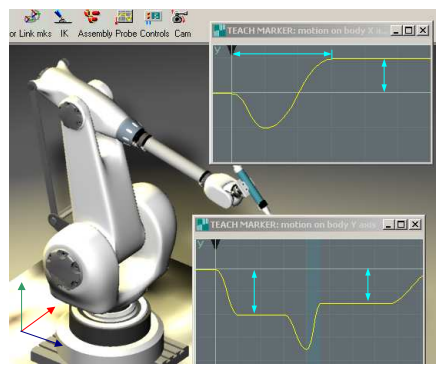 or Link mks IK Assembly Probe Controls Cam
TEACH MARKER: motion on body X a...
y
TEACH MARKER: motion on body Y axis
y